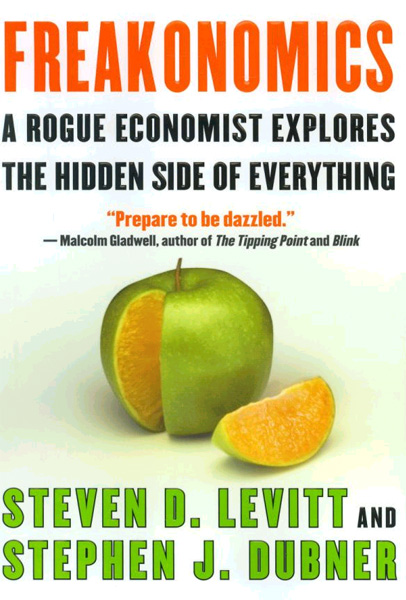 FREAKONOMICS
A ROGUE ECONOMIST EXPLORES
THE HIDDEN SIDE OF EVERYTHING
“Prepare to be dazzled.”
— Malcolm Gladwell, author of The Tipping Point and Blink
STEVEN D. LEVITT AND
STEPHEN J. DUBNER